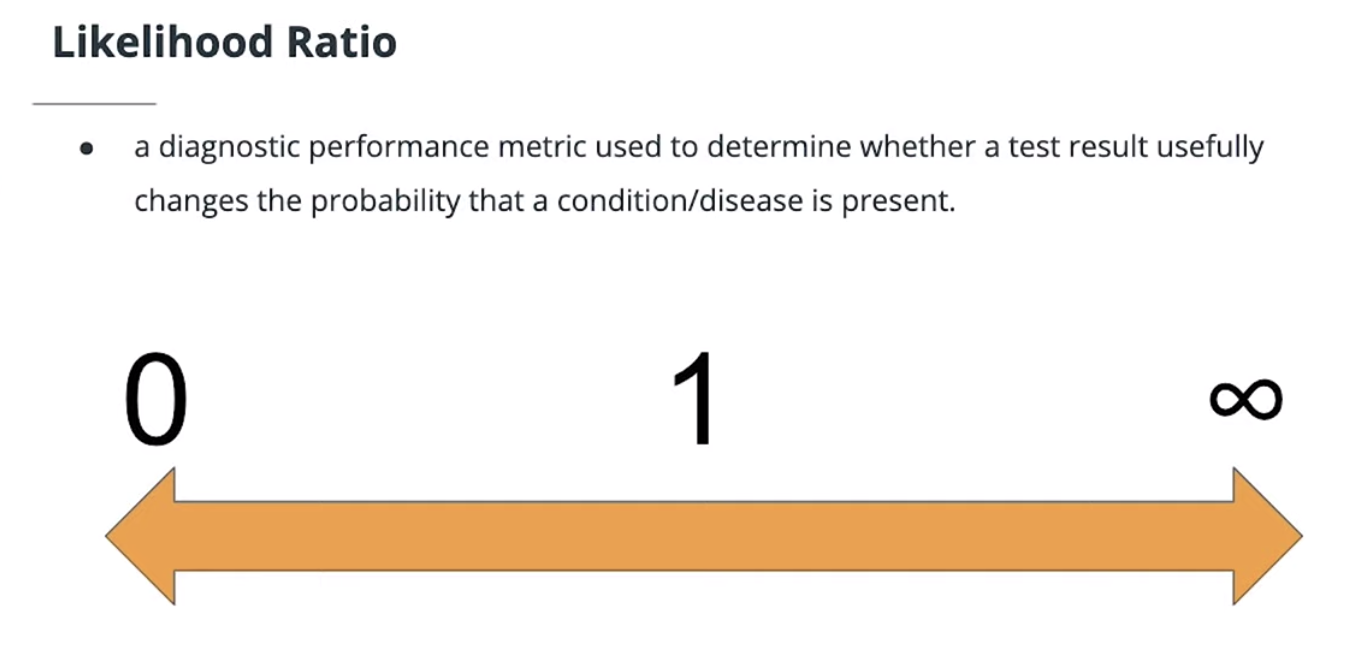 Likelihood Ratio
• a diagnostic performance metric used to determine whether a test result usefully
changes the probability that a condition/disease is present.
0 1 ∞